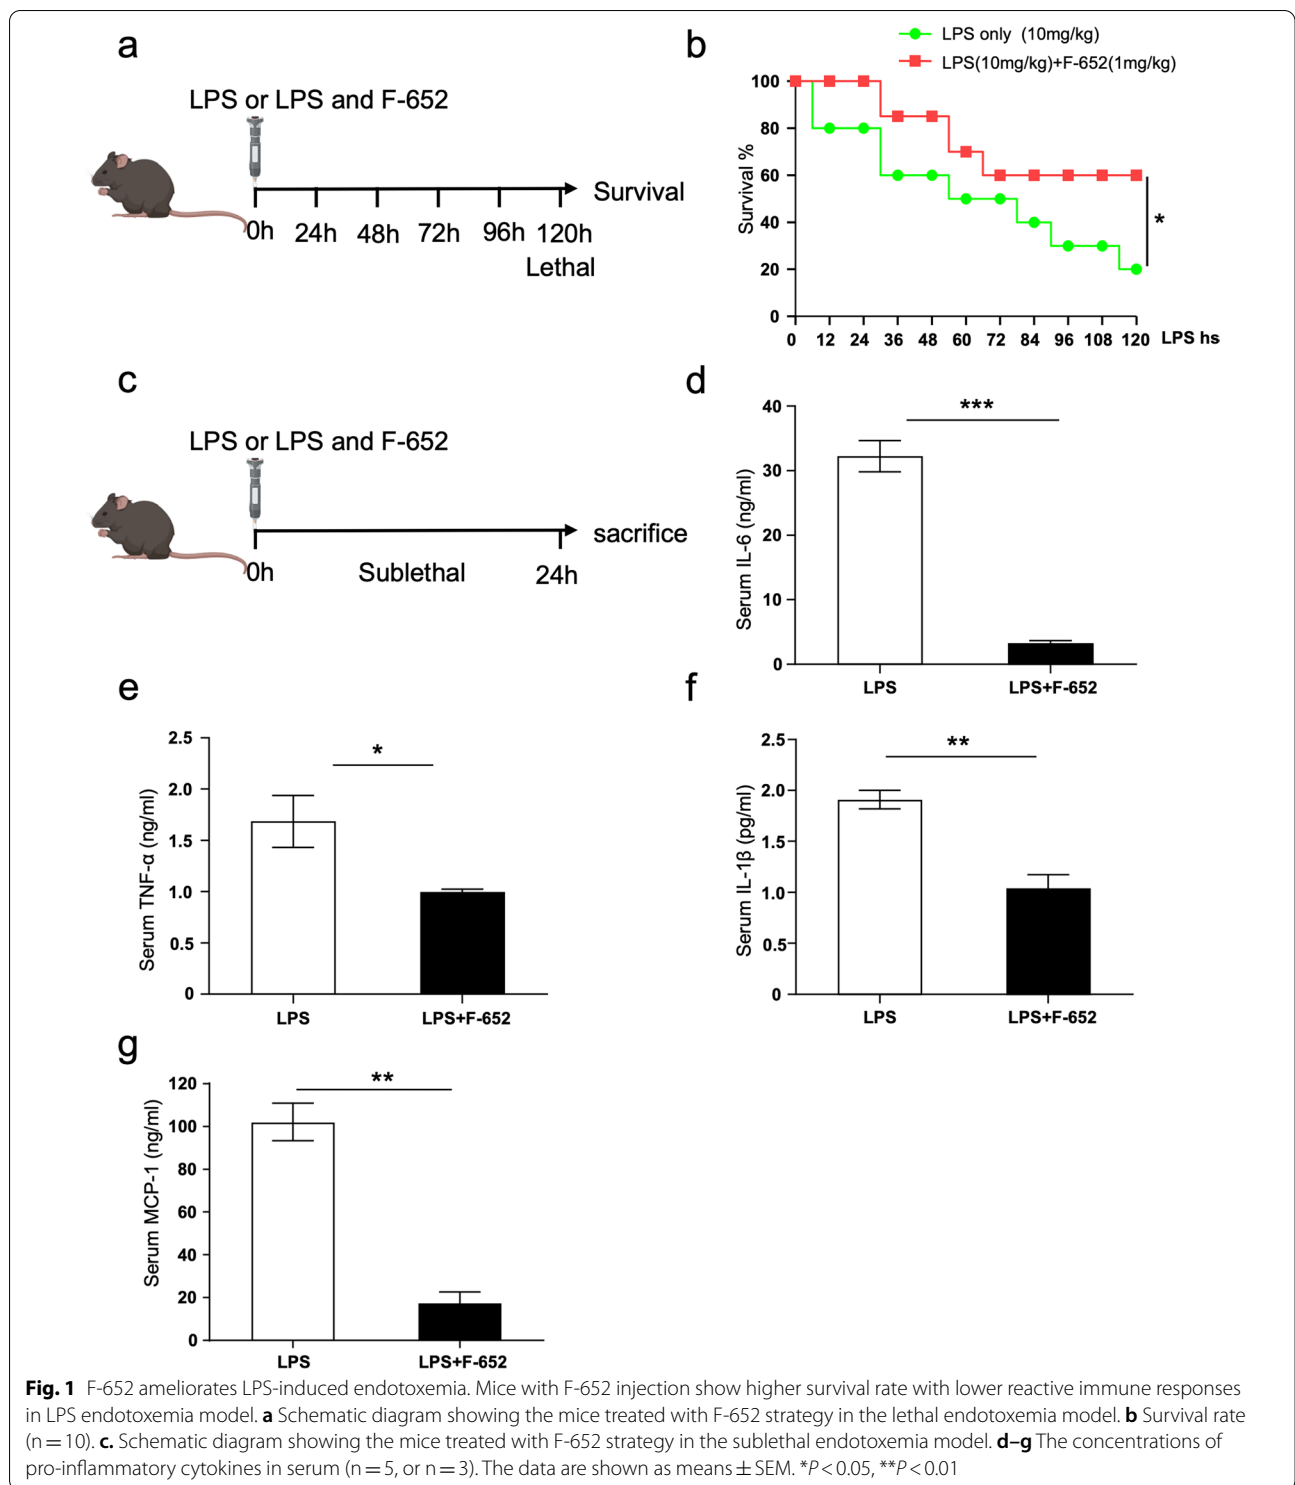 a
LPS or LPS and F-652
0h 24h 48h 72h 96h 120h
Survival
Lethal
b
LPS only (10mg/kg)
LPS(10mg/kg)+F-652(1mg/kg)
Survival %
100
80
60
40
20
0
*
0 12 24 36 48 60 72 84 96 108 120 LPS hs
c
LPS or LPS and F-652
0h Sublethal 24h
sacrifice
d
Serum IL-6 (ng/ml)
40
30
20
10
0
***
LPS LPS+F-652
e
Serum TNF-α (ng/ml)
2.5
2.0
1.5
1.0
0.5
0
*
LPS LPS+F-652
f
Serum IL-1β (pg/ml)
2.5
2.0
1.5
1.0
0.5
0
**
LPS LPS+F-652
g
Serum MCP-1 (ng/ml)
120
100
80
60
40
20
0
**
LPS LPS+F-652
Fig. 1 F-652 ameliorates LPS-induced endotoxemia. Mice with F-652 injection show higher survival rate with lower reactive immune responses
in LPS endotoxemia model. a Schematic diagram showing the mice treated with F-652 strategy in the lethal endotoxemia model. b Survival rate
(n = 10). c. Schematic diagram showing the mice treated with F-652 strategy in the sublethal endotoxemia model. d–g The concentrations of
pro-inflammatory cytokines in serum (n = 5, or n = 3). The data are shown as means ± SEM. *P < 0.05, **P < 0.01